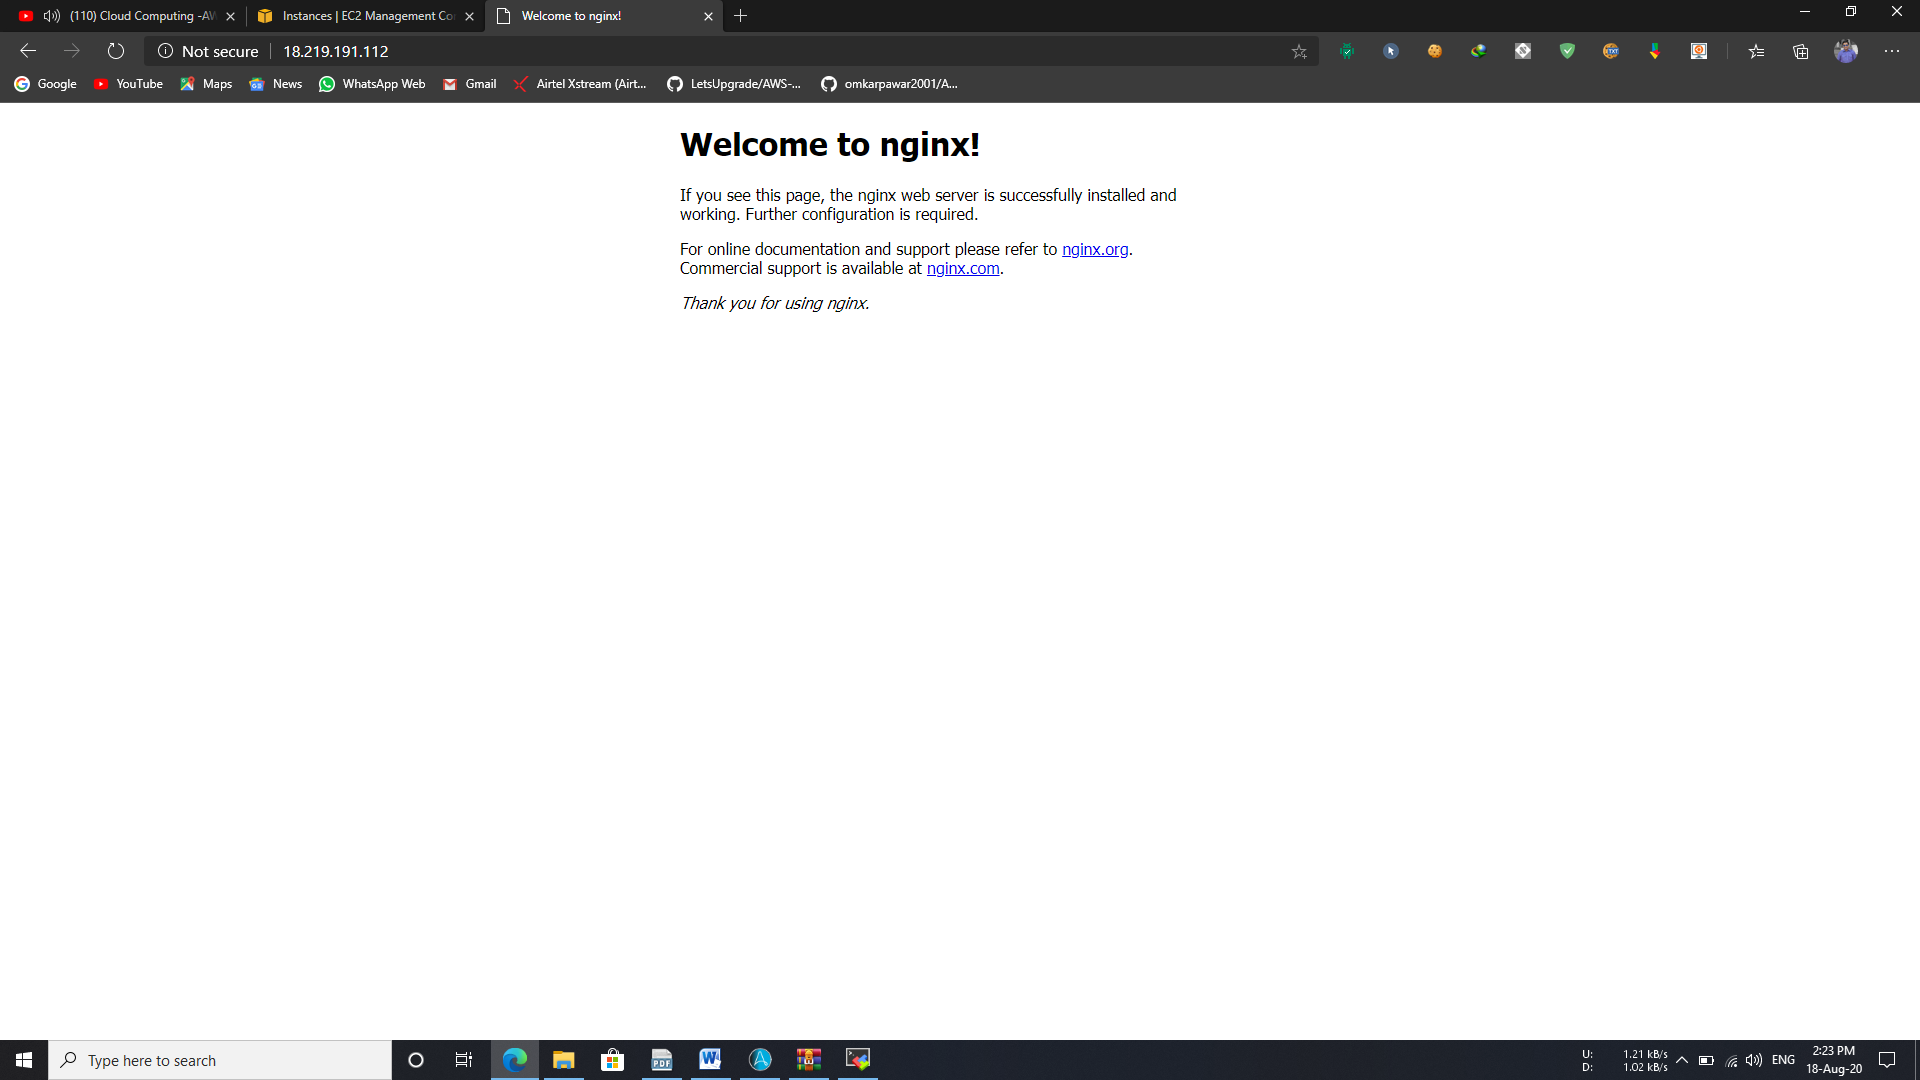 (110) Cloud Computing -AW
Instances | EC2 Management Co
Welcome to nginx!
Not secure
18.219.191.112
Google
YouTube
Maps
News
WhatsApp Web
Gmail
Airtel Xstream (Airt...
LetsUpgrade/AWS-...
omkarpawar2001/A...
Welcome to nginx!
If you see this page, the nginx web server is successfully installed and
working. Further configuration is required.
For online documentation and support please refer to nginx.org.
Commercial support is available at nginx.com.
Thank you for using nginx.
Type here to search
U: 1.21 kB/s
D: 1.02 kB/s
ENG
2:23 PM
18-Aug-20